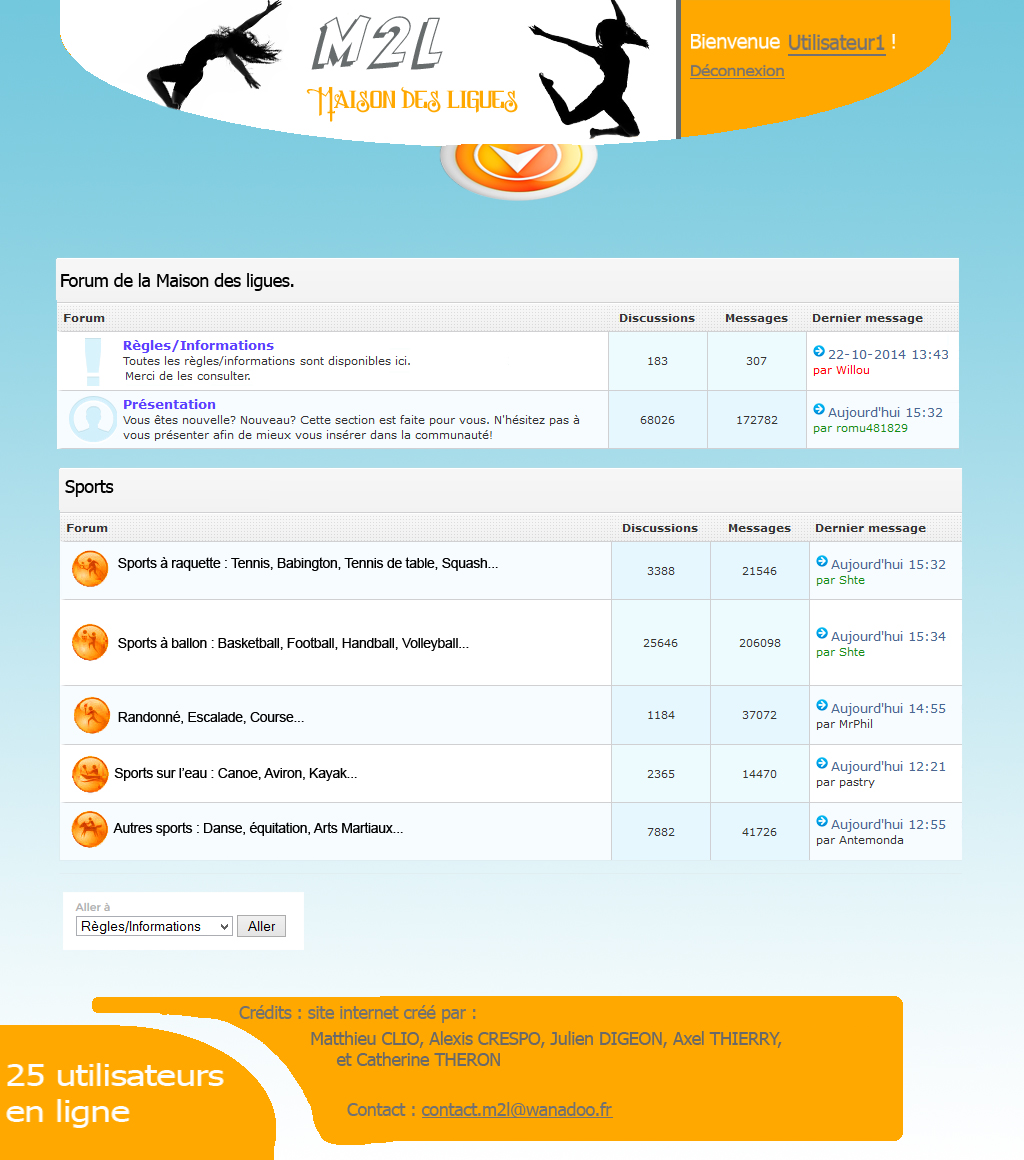 M2L
Maison des ligues
Bienvenue Utilisateur1 !
Déconnexion
Forum de la Maison des ligues.
Forum Discussions Messages Dernier message
Règles/Informations
Toutes les règles/informations sont disponibles ici.
Merci de les consulter.
183 307 22-10-2014 13:43
par Willou
Présentation
Vous êtes nouvelle? Nouveau? Cette section est faite pour vous. N'hésitez pas à
vous présenter afin de mieux vous insérer dans la communauté!
68026 172782 Aujourd'hui 15:32
par romu481829
Sports
Forum Discussions Messages Dernier message
Sports à raquette : Tennis, Babington, Tennis de table, Squash...
3388 21546 Aujourd'hui 15:32
par Shte
Sports à ballon : Basketball, Football, Handball, Volleyball...
25646 206098 Aujourd'hui 15:34
par Shte
Randonné, Escalade, Course...
1184 37072 Aujourd'hui 14:55
par MrPhil
Sports sur l'eau : Canoe, Aviron, Kayak...
2365 14470 Aujourd'hui 12:21
par pastry
Autres sports : Danse, équitation, Arts Martiaux...
7882 41726 Aujourd'hui 12:55
par Antemonda
Aller à
Règles/Informations Aller
Crédits : site internet créé par :
Matthieu CLIO, Alexis CRESPO, Julien DIGEON, Axel THIERRY,
et Catherine THERON
Contact : contact.m2l@wanadoo.fr
25 utilisateurs
en ligne